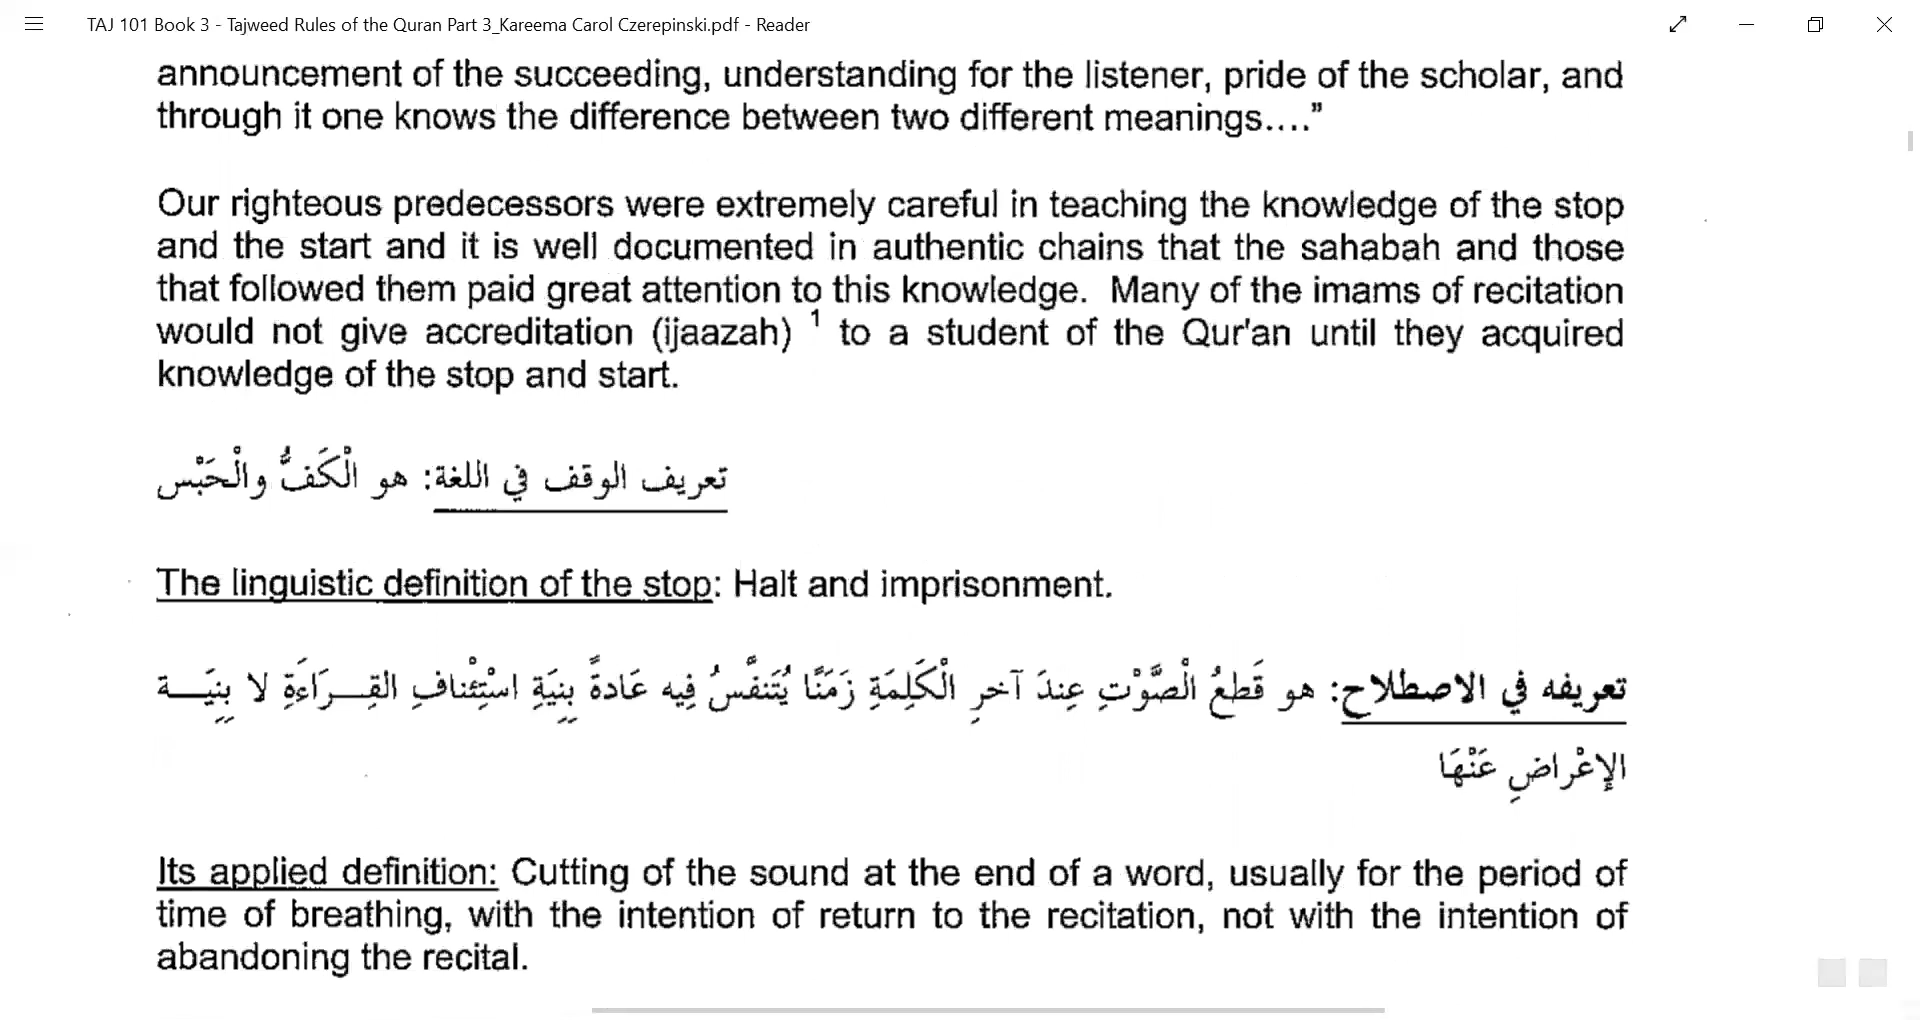 TAJ 101 Book 3 - Tajweed Rules of the Quran Part 3_Kareema Carol Czerepinski.pdf - Reader
announcement of the succeeding, understanding for the listener, pride of the scholar, and
through it one knows the difference between two different meanings....”
Our righteous predecessors were extremely careful in teaching the knowledge of the stop
and the start and it is well documented in authentic chains that the sahabah and those
that followed them paid great attention to this knowledge. Many of the imams of recitation
would not give accreditation (ijaazah) ¹ to a student of the Qur'an until they acquired
knowledge of the stop and start.
تعريف الوقف في اللغة: هو الْكَفُّ والْحَبْس
The linguistic definition of the stop: Halt and imprisonment.
تعريفه في الاصطلاح: هو قَطعُ الْصَّوْتِ عِندَ آخرِ الْكَلِمَةِ زَمَنًا يُتَنفَّسُ فِيه عَادةً بِنِيَةِ اسْتِئْنافِ القِــرَاءَةِ لا بِنِيَــة
الإعْراضِ عَنْهَا
Its applied definition: Cutting of the sound at the end of a word, usually for the period of
time of breathing, with the intention of return to the recitation, not with the intention of
abandoning the recital.